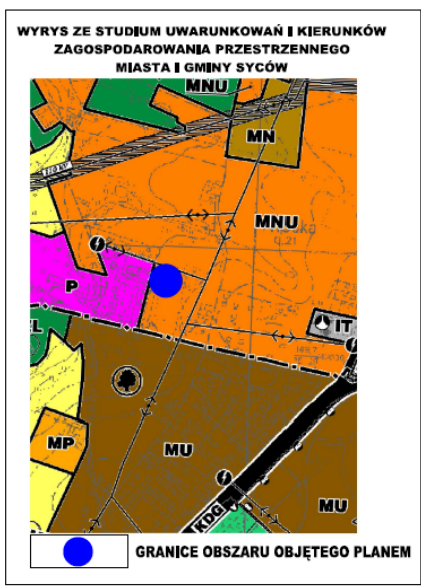 WYRYS ZE STUDIUM UWARUNKOWAŃ I KIERUNKÓW
ZAGOSPODAROWANIA PRZESTRZENNEGO
MIASTA I GMINY SYCÓW
MNU
MN
MNU
P
IT
MP
MU
MU
KDG
GRANICE OBSZARU OBJĘTEGO PLANEM